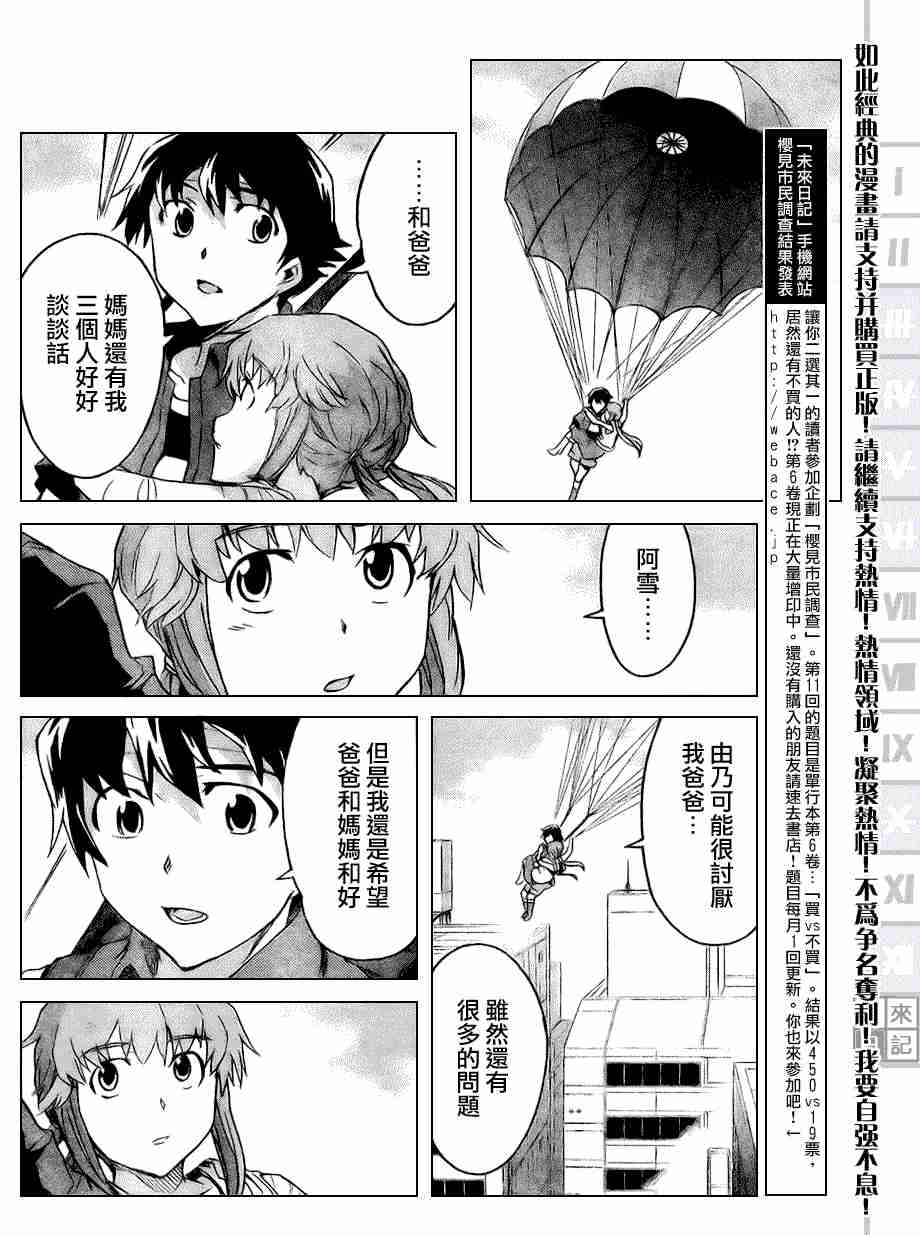 如此經典的漫畫請支持并購買正版！請繼續支持熱情！熱情領域！凝聚熱情！不爲争名奪利！我要自强不息！
I
II
III
IV
V
VI
VII
VIII
IX
X
XI
XII
來
記
「未來日記」手機網站
櫻見市民調查結果發表
讓你二選其一的讀者參加企劃「櫻見市民調查」。第11回的題目是單行本第6卷…「買vs不買」。結果以450vs19票，
居然還有不買的人!?第6卷現正在大量增印中。還沒有購入的朋友請速去書店！題目每月1回更新。你也來參加吧！←
http://webace.jp
……和爸爸
媽媽還有我
三個人好好
談談話
阿雪……
由乃可能很討厭
我爸爸…
雖然還有
很多的問題
但是我還是希望
爸爸和媽媽和好